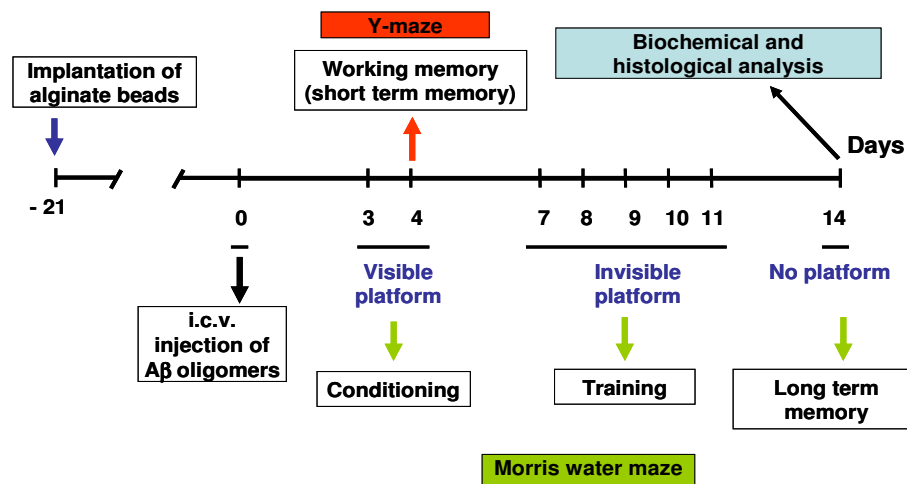 Y-maze
Implantation of
alginate beads
Working memory
(short term memory)
Biochemical and
histological analysis
Days
- 21
0
3
4
7
8
9
10
11
14
Visible
platform
Invisible
platform
No platform
i.c.v.
injection of
Aβ oligomers
Conditioning
Training
Long term
memory
Morris water maze